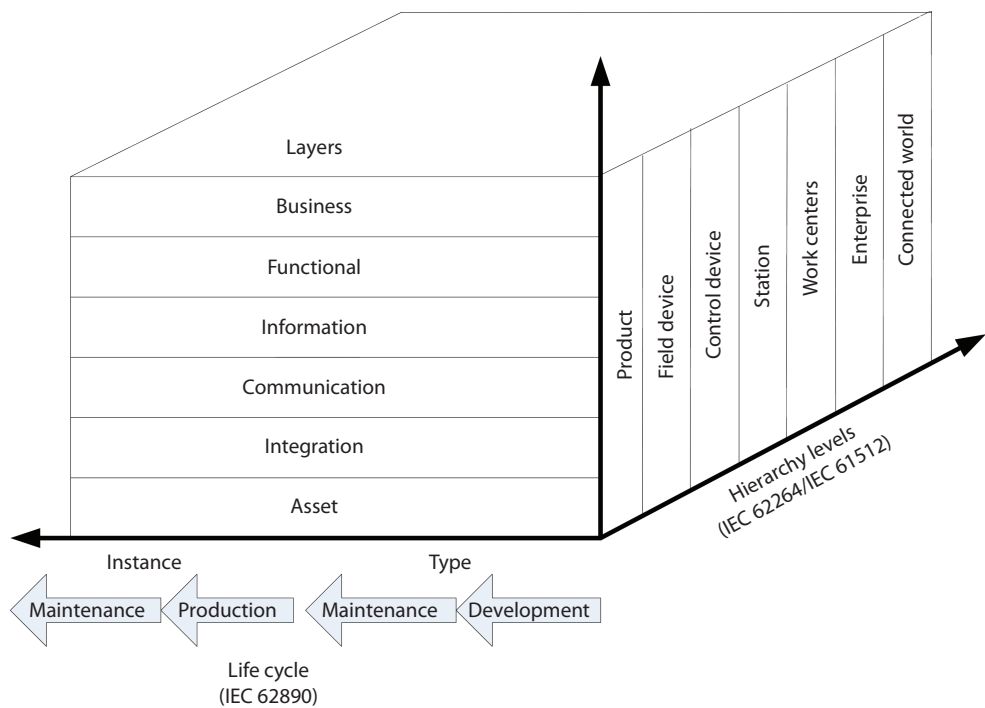 Layers
Business
Functional
Information
Communication
Integration
Asset
Product
Field device
Control device
Station
Work centers
Enterprise
Connected world
Hierarchy levels
(IEC 62264/IEC 61512)
Instance
Type
Maintenance
Production
Maintenance
Development
Life cycle
(IEC 62890)